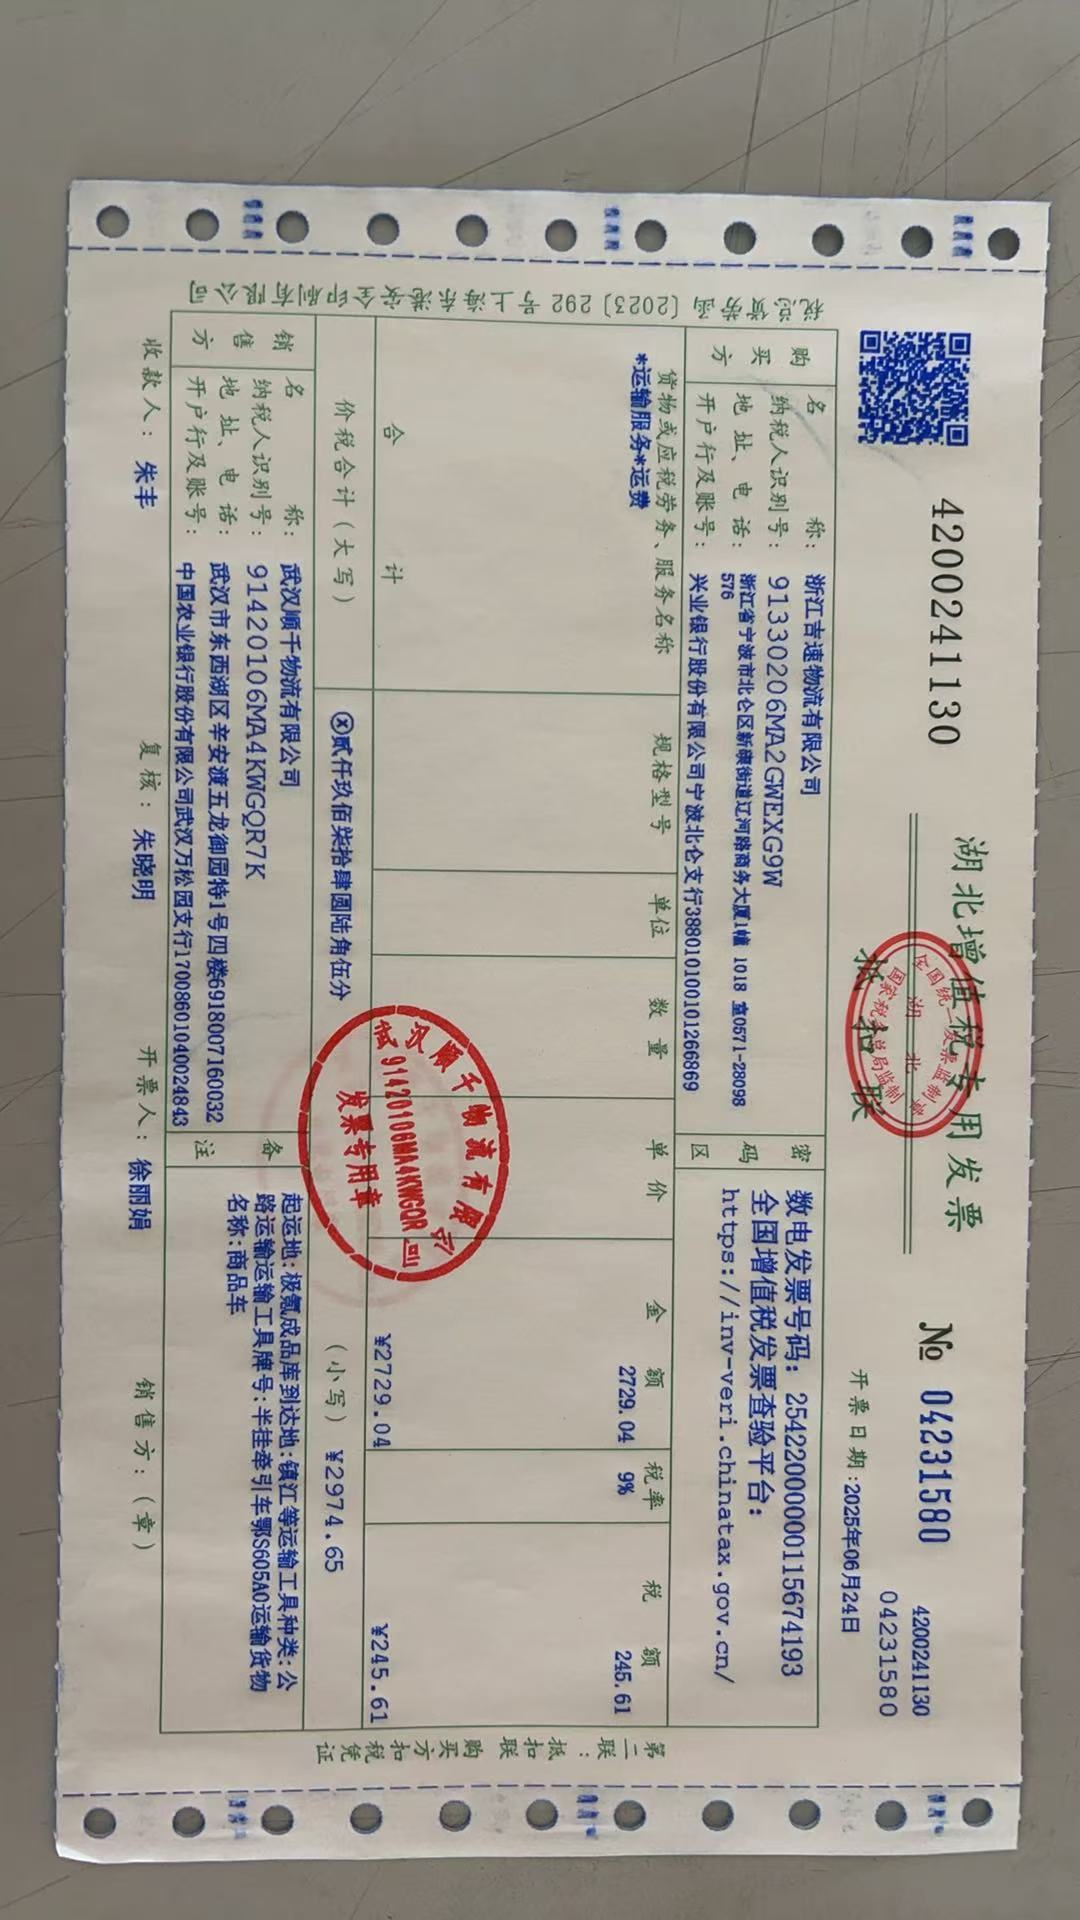 4200241130
湖北增值税专用发票
抵扣联
全国统一发票监制章
湖北
国家税务总局监制
№ 04231580
4200241130
04231580
开票日期:2025年06月24日
税总货劳函〔2023〕292号上海东港安全印刷有限公司
购买方
名 称: 浙江吉速物流有限公司
纳税人识别号: 91330206MA2GWEXG9W
地址、电话: 浙江省宁波市北仑区新碶街道辽河路商务大厦1幢 1018 室0571-28098
576
开户行及账号: 兴业银行股份有限公司宁波北仑支行388010100101266869
密码区
数电发票号码: 25422000000115674193
全国增值税发票查验平台:
https://inv-veri.chinatax.gov.cn/
货物或应税劳务、服务名称 规格型号 单位 数量 单价 金额 税率 税额
*运输服务*运费 2729.04 9% 245.61
合 计 ¥2729.04 ¥245.61
价税合计(大写) ⓧ贰仟玖佰柒拾肆圆陆角伍分 (小写) ¥2974.65
销售方
名 称: 武汉顺千物流有限公司
纳税人识别号: 91420106MA4KWGQR7K
地址、电话: 武汉市东西湖区辛安渡五龙御园特1号四楼69180071600 32
开户行及账号: 中国农业银行股份有限公司武汉万松园支行17008601040024843
备注
起运地:极氪成品库到达地:镇江等运输工具种类:公
路运输运输工具牌号:半挂牵引车鄂S605A0运输货物
名称:商品车
武汉顺千物流有限公司
91420106MA4KWGQR
发票专用章
收款人: 朱丰 复核: 朱晓明 开票人: 徐丽娟 销售方:(章)
第二联:抵扣联 购买方扣税凭证